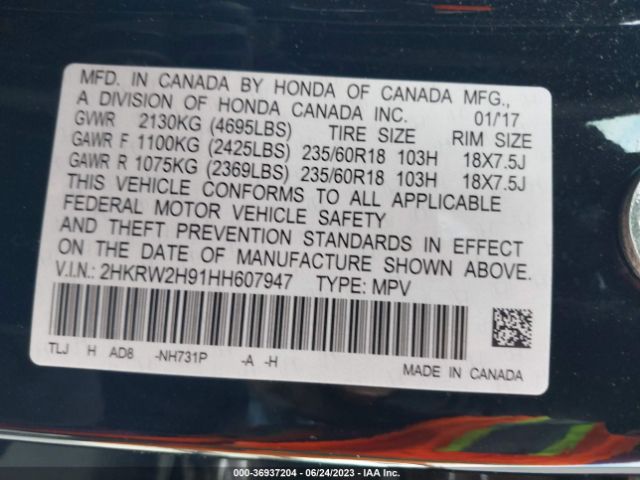 MFD. IN CANADA BY HONDA OF CANADA MFG.,
A DIVISION OF HONDA CANADA INC. 01/17
GVWR 2130KG (4695LBS) TIRE SIZE RIM SIZE
GAWR F 1100KG (2425LBS) 235/60R18 103H 18X7.5J
GAWR R 1075KG (2369LBS) 235/60R18 103H 18X7.5J
THIS VEHICLE CONFORMS TO ALL APPLICABLE
FEDERAL MOTOR VEHICLE SAFETY
AND THEFT PREVENTION STANDARDS IN EFFECT
ON THE DATE OF MANUFACTURE SHOWN ABOVE.
V.I.N.: 2HKRW2H91HH607947 TYPE: MPV
TLJ H AD8 -NH731P -A -H
MADE IN CANADA
000-36937204 - 06/24/2023 - IAA Inc.